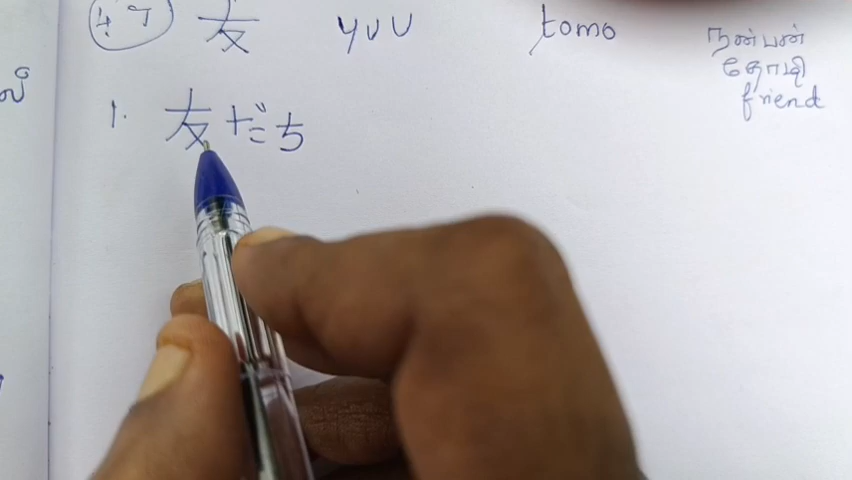 47 友 yuu tomo நண்பன்
தோழி
friend
1. 友だち